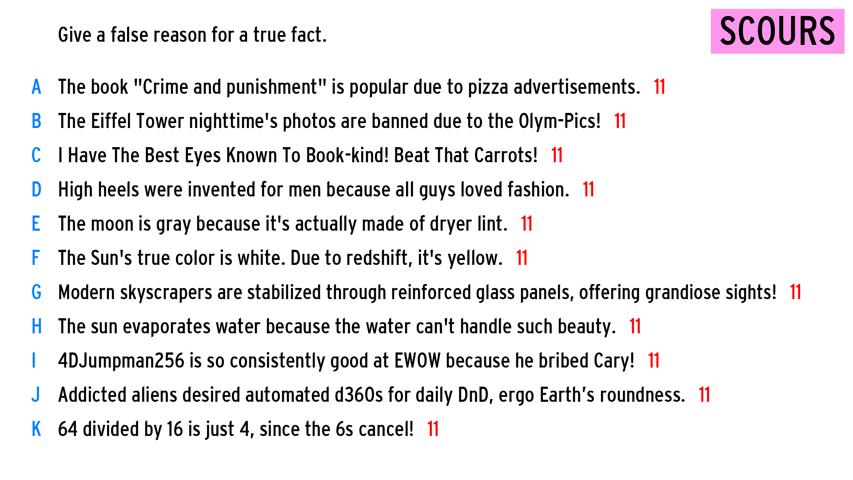 Give a false reason for a true fact.
SCOURS
A The book "Crime and punishment" is popular due to pizza advertisements. 11
B The Eiffel Tower nighttime's photos are banned due to the Olym-Pics! 11
C I Have The Best Eyes Known To Book-kind! Beat That Carrots! 11
D High heels were invented for men because all guys loved fashion. 11
E The moon is gray because it's actually made of dryer lint. 11
F The Sun's true color is white. Due to redshift, it's yellow. 11
G Modern skyscrapers are stabilized through reinforced glass panels, offering grandiose sights! 11
H The sun evaporates water because the water can't handle such beauty. 11
I 4DJumpman256 is so consistently good at EWOW because he bribed Cary! 11
J Addicted aliens desired automated d360s for daily DnD, ergo Earth’s roundness. 11
K 64 divided by 16 is just 4, since the 6s cancel! 11